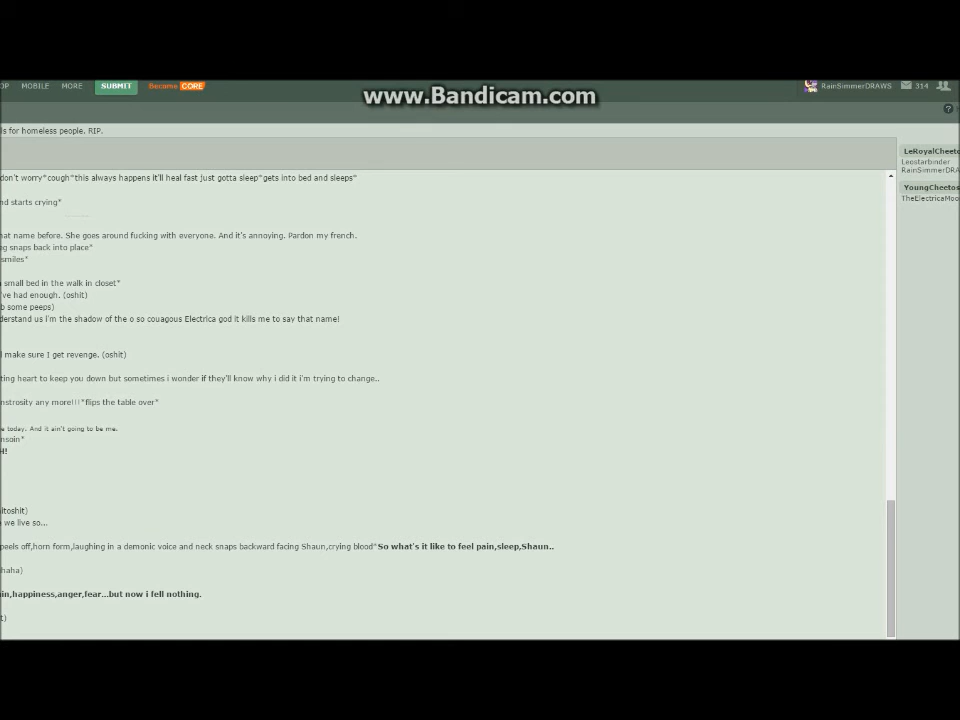 www.Bandicam.com
OP MOBILE MORE SUBMIT Become CORE RainSimmerDRAWS 314
?
ls for homeless people. RIP.
LeRoyalCheeto
Leostarbinder
RainSimmerDRA
YoungCheetos
TheElectricaMoo
don't worry*cough*this always happens it'll heal fast just gotta sleep*gets into bed and sleeps*
nd starts crying*
hat name before. She goes around fucking with everyone. And it's annoying. Pardon my french.
ng snaps back into place*
smiles*
small bed in the walk in closet*
've had enough. (oshit)
b some peeps)
derstand us i'm the shadow of the o so couagous Electrica god it kills me to say that name!
l make sure I get revenge. (oshit)
ting heart to keep you down but sometimes i wonder if they'll know why i did it i'm trying to change..
nstrosity any more!!!*flips the table over*
e today. And it ain't going to be me.
nsoin*
H!
itoshit)
n we live so...
peels off,horn form,laughing in a demonic voice and neck snaps backward facing Shaun,crying blood*So what's it like to feel pain,sleep,Shaun..
haha)
in,happiness,anger,fear...but now i fell nothing.
t)